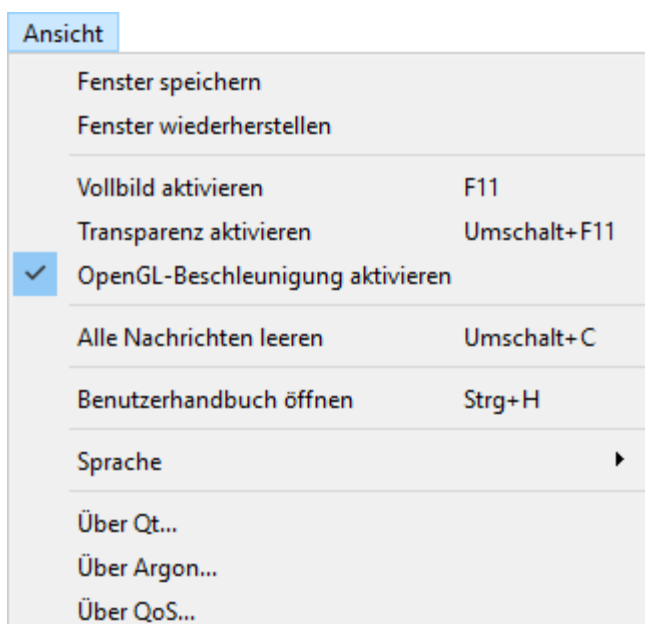 Ansicht
Fenster speichern
Fenster wiederherstellen
Vollbild aktivieren F11
Transparenz aktivieren Umschalt+F11
OpenGL-Beschleunigung aktivieren
Alle Nachrichten leeren Umschalt+C
Benutzerhandbuch öffnen Strg+H
Sprache
Über Qt...
Über Argon...
Über QoS...